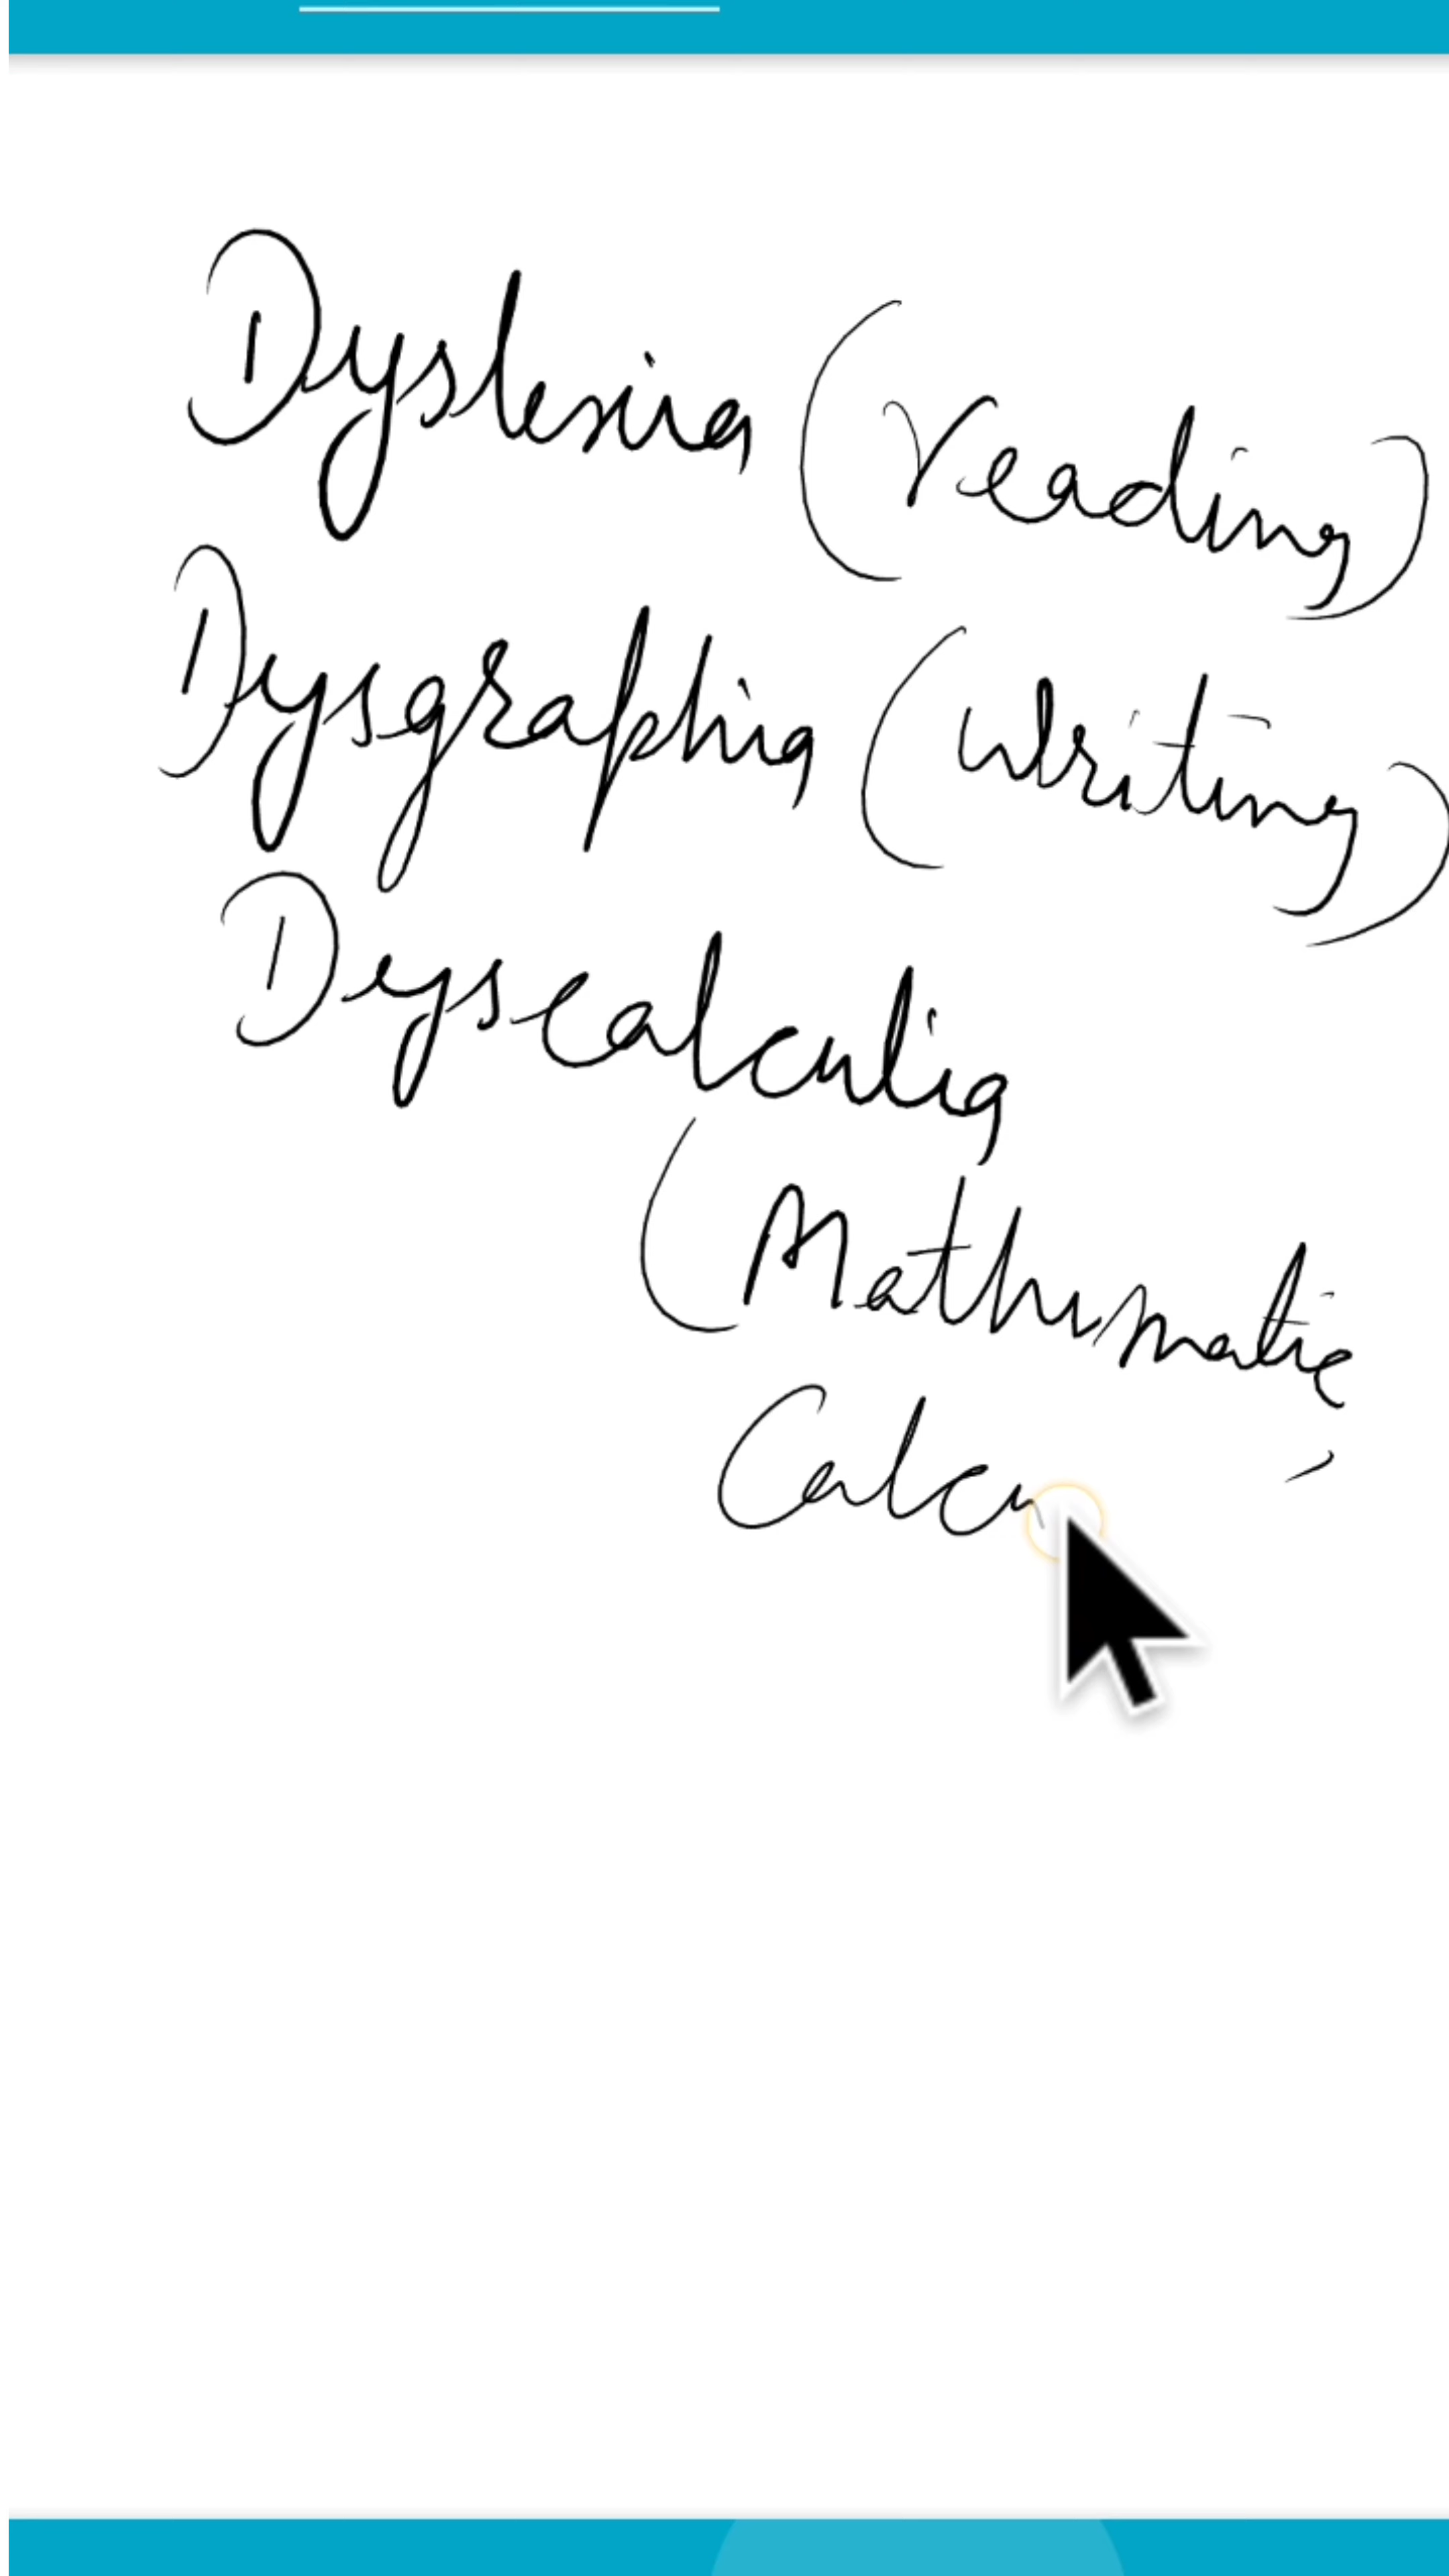 Dyslexia (reading)
Dysgraphia (writing)
Dyscalculia
(Mathematic
Calcu